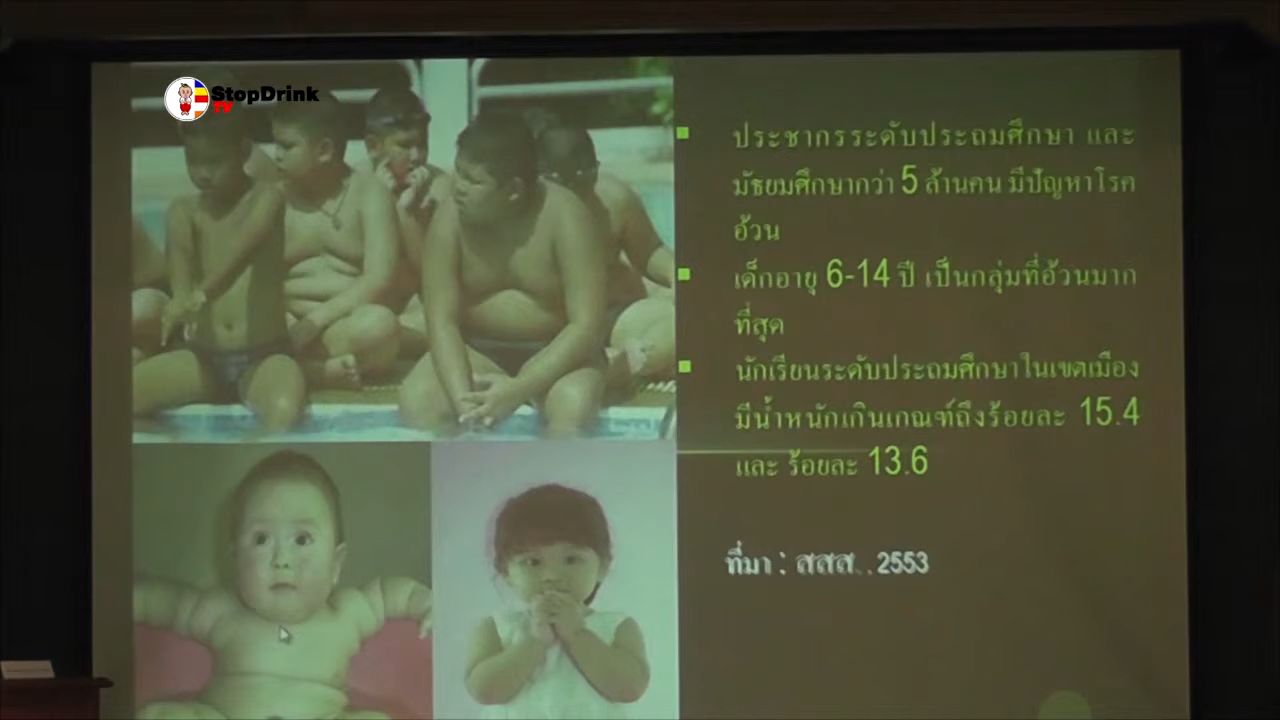 StopDrink
TV
ประชากรระดับประถมศึกษา และ
มัธยมศึกษากว่า 5 ล้านคน มีปัญหาโรค
อ้วน
เด็กอายุ 6-14 ปี เป็นกลุ่มที่อ้วนมาก
ที่สุด
นักเรียนระดับประถมศึกษาในเขตเมือง
มีน้ำหนักเกินเกณฑ์ถึงร้อยละ 15.4
และ ร้อยละ 13.6
ที่มา : สสส. . 2553